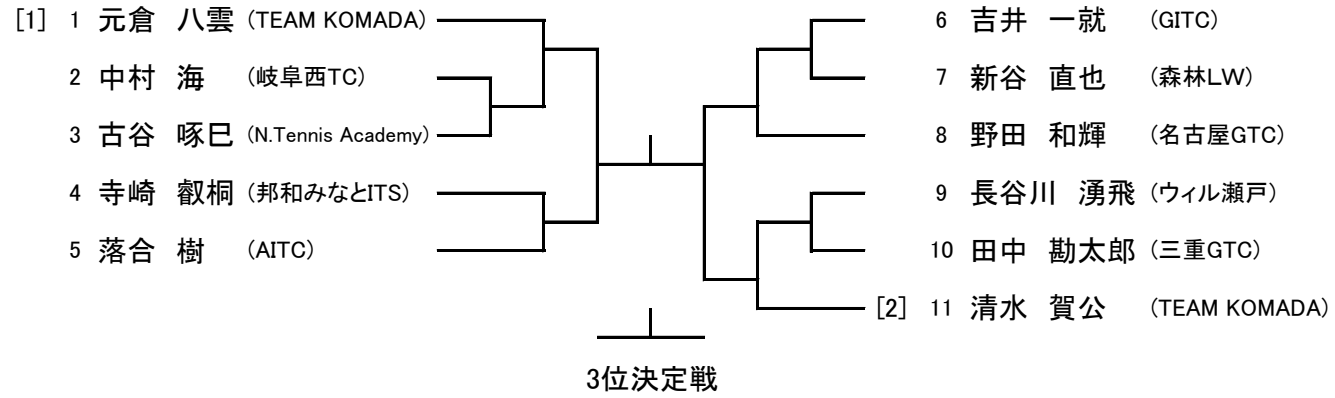 [1] 1 元倉 八雲 (TEAM KOMADA)
2 中村 海 (岐阜西TC)
3 古谷 啄巳 (N.Tennis Academy)
4 寺崎 叡桐 (邦和みなとITS)
5 落合 樹 (AITC)
6 吉井 一就 (GITC)
7 新谷 直也 (森林LW)
8 野田 和輝 (名古屋GTC)
9 長谷川 湧飛 (ウィル瀬戸)
10 田中 勘太郎 (三重GTC)
[2] 11 清水 賀公 (TEAM KOMADA)
3位決定戦